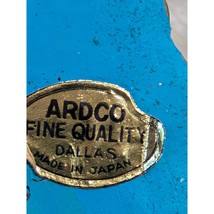 ARDCO
FINE QUALITY
DALLAS
MADE IN JAPAN